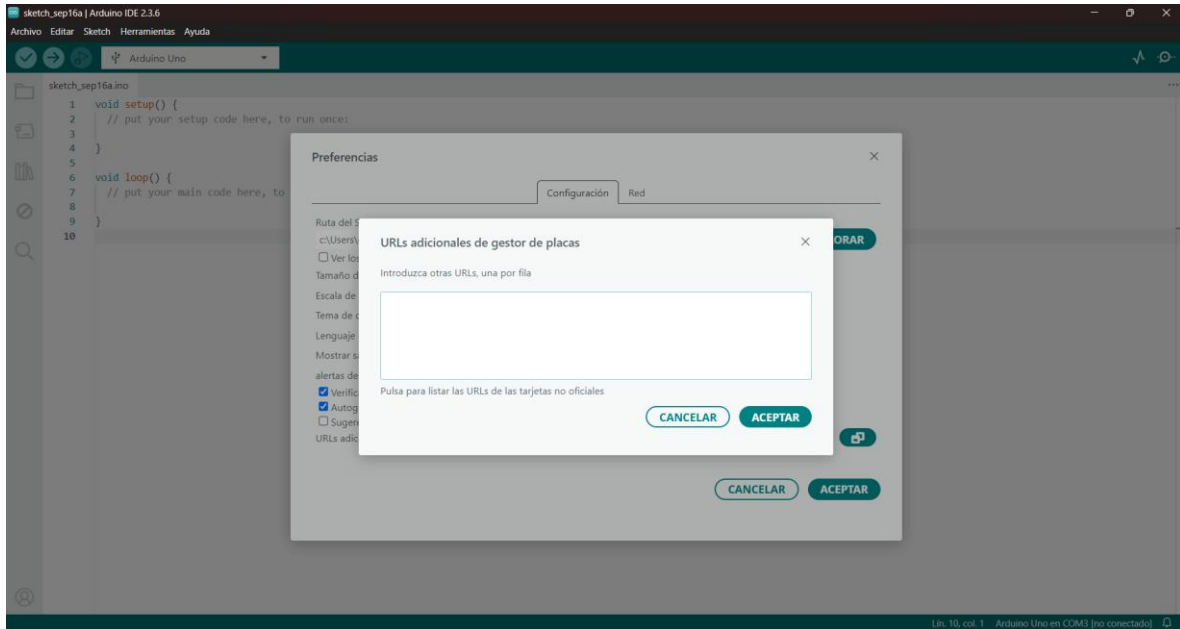 sketch_sep16a | Arduino IDE 2.3.6
Archivo Editar Sketch Herramientas Ayuda
Arduino Uno
sketch_sep16a.ino
1 void setup() {
2 // put your setup code here, to run once:
3
4 }
5
6 void loop() {
7 // put your main code here, to
8
9 }
10
Preferencias
Configuración Red
Ruta del S
c:\Users\
ORAR
Ver los
Tamaño d
Escala de
Tema de c
Lenguaje
Mostrar sa
alertas de
Verific
Autog
Suger
URLs adic
URLs adicionales de gestor de placas
Introduzca otras URLs, una por fila
Pulsa para listar las URLs de las tarjetas no oficiales
CANCELAR ACEPTAR
CANCELAR ACEPTAR
Lín. 10, col. 1 Arduino Uno en COM3 [no conectado]